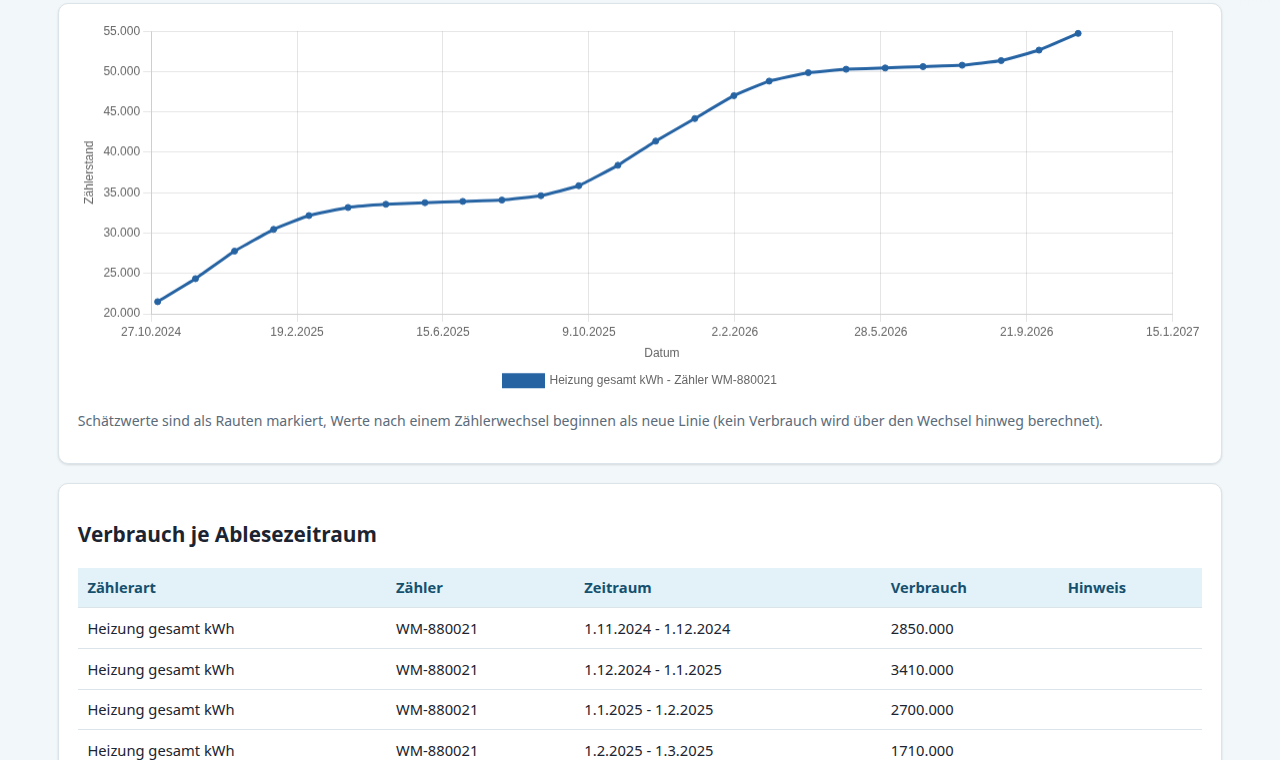 55.000
50.000
45.000
40.000
35.000
30.000
25.000
20.000
Zählerstand
27.10.2024 19.2.2025 15.6.2025 9.10.2025 2.2.2026 28.5.2026 21.9.2026 15.1.2027
Datum
Heizung gesamt kWh - Zähler WM-880021
Schätzwerte sind als Rauten markiert, Werte nach einem Zählerwechsel beginnen als neue Linie (kein Verbrauch wird über den Wechsel hinweg berechnet).
Verbrauch je Ablesezeitraum
Zählerart Zähler Zeitraum Verbrauch Hinweis
Heizung gesamt kWh WM-880021 1.11.2024 - 1.12.2024 2850.000
Heizung gesamt kWh WM-880021 1.12.2024 - 1.1.2025 3410.000
Heizung gesamt kWh WM-880021 1.1.2025 - 1.2.2025 2700.000
Heizung gesamt kWh WM-880021 1.2.2025 - 1.3.2025 1710.000